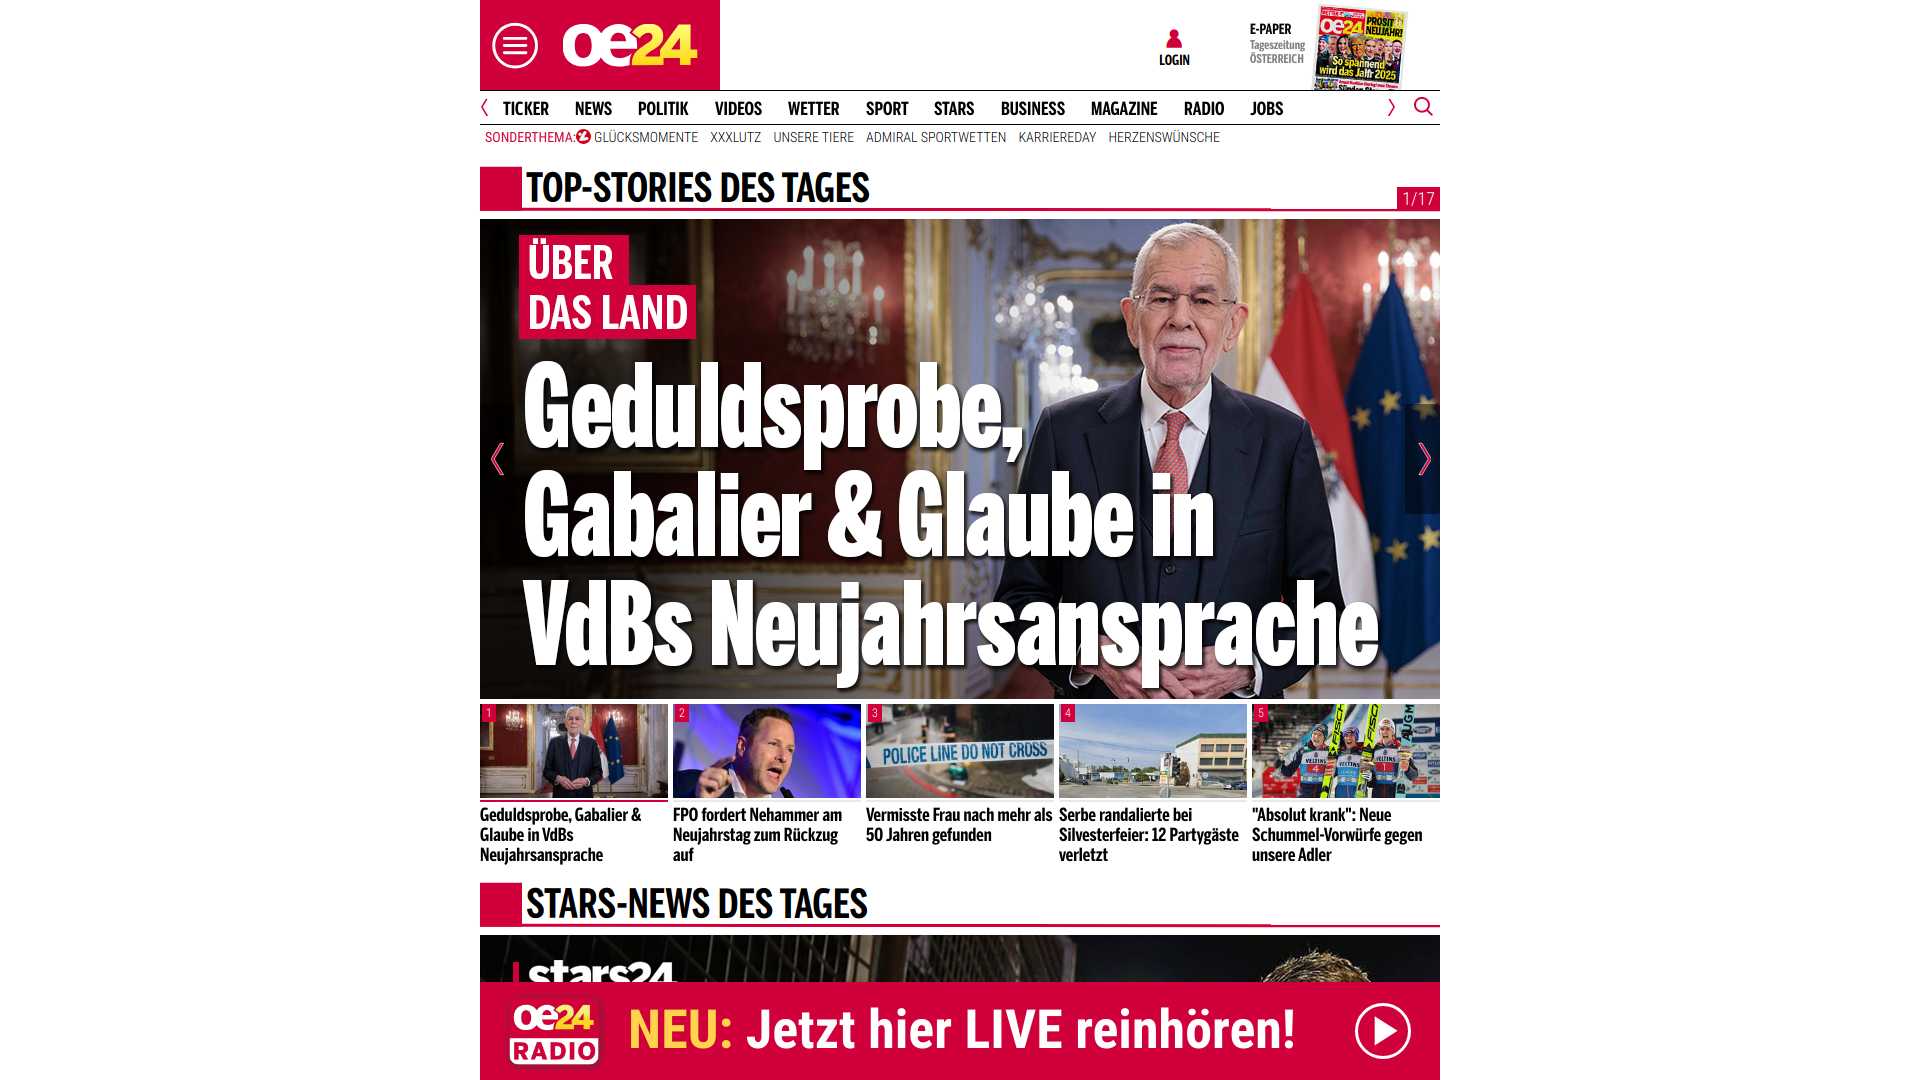 oe24
LOGIN
E-PAPER
Tageszeitung
ÖSTERREICH
oe24
PROSIT
NEUJAHR!
So spannend
wird das Jahr 2025
TICKER NEWS POLITIK VIDEOS WETTER SPORT STARS BUSINESS MAGAZINE RADIO JOBS
SONDERTHEMA: GLÜCKSMOMENTE XXXLUTZ UNSERE TIERE ADMIRAL SPORTWETTEN KARRIEREDAY HERZENSWÜNSCHE
TOP-STORIES DES TAGES
1/17
ÜBER
DAS LAND
Geduldsprobe,
Gabalier & Glaube in
VdBs Neujahrsansprache
1
2
3
4
5
POLICE LINE DO NOT CROSS
Geduldsprobe, Gabalier &
Glaube in VdBs
Neujahrsansprache
FPÖ fordert Nehammer am
Neujahrstag zum Rückzug
auf
Vermisste Frau nach mehr als
50 Jahren gefunden
Serbe randalierte bei
Silvesterfeier: 12 Partygäste
verletzt
"Absolut krank": Neue
Schummel-Vorwürfe gegen
unsere Adler
STARS-NEWS DES TAGES
stars24
oe24
RADIO
NEU: Jetzt hier LIVE reinhören!